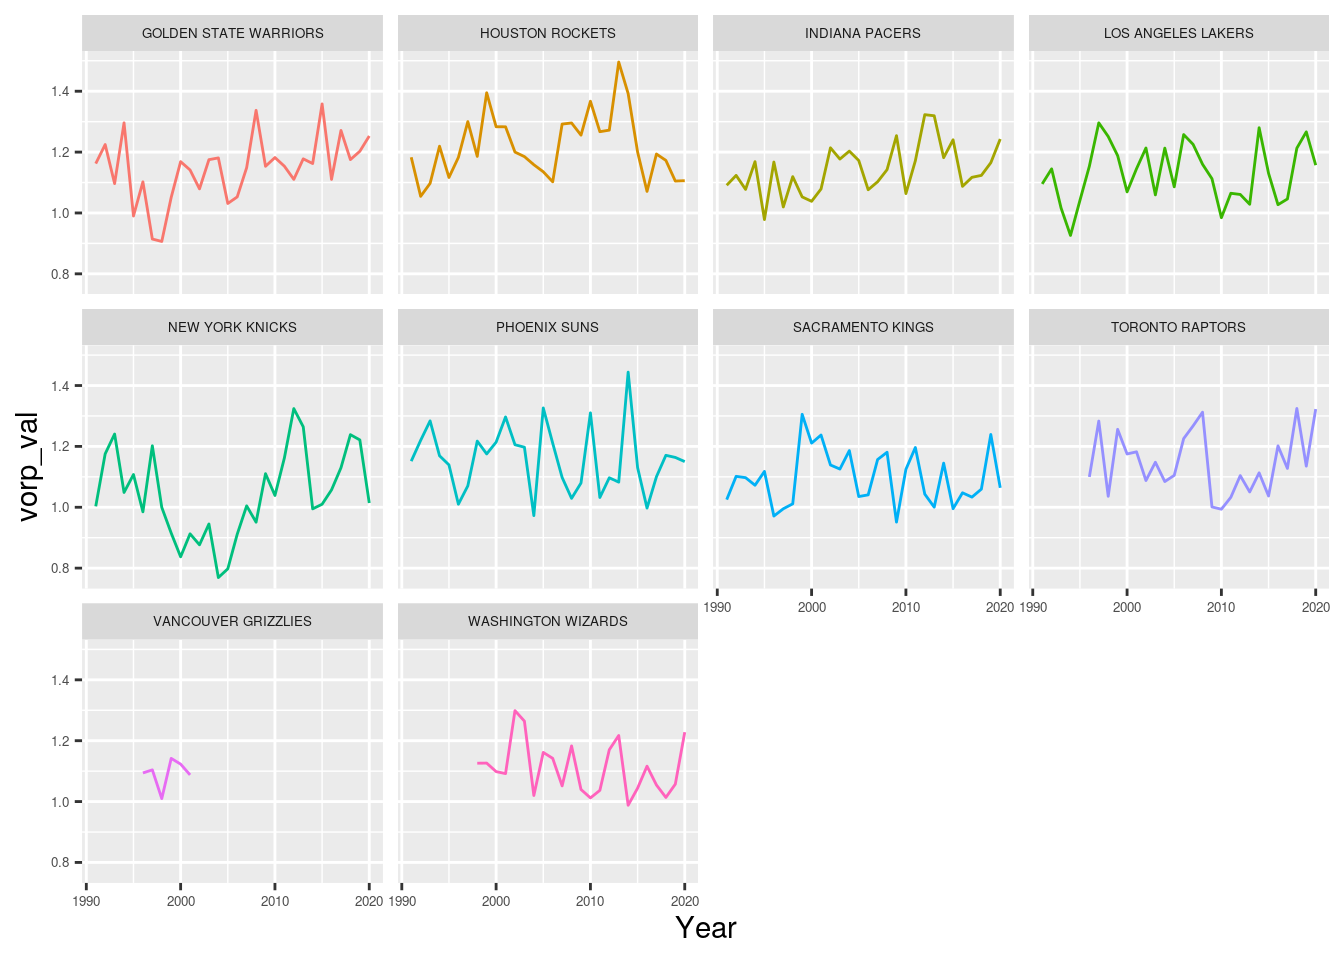 GOLDEN STATE WARRIORS
HOUSTON ROCKETS
INDIANA PACERS
LOS ANGELES LAKERS
1.4
1.2
1.0
0.8
NEW YORK KNICKS
PHOENIX SUNS
SACRAMENTO KINGS
TORONTO RAPTORS
1.4
1.2
1.0
0.8
1990 2000 2010 2020
1990 2000 2010 2020
vorp_val
VANCOUVER GRIZZLIES
WASHINGTON WIZARDS
1.4
1.2
1.0
0.8
1990 2000 2010 2020
1990 2000 2010 2020
Year